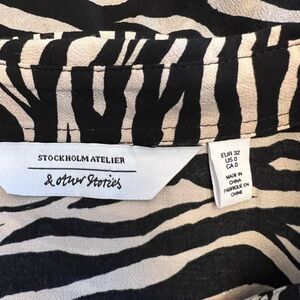 STOCKHOLM ATELIER
& other Stories
EUR 32
US 0
CA 0
MADE IN
CHINA
FABRIQUÉ EN
CHINE